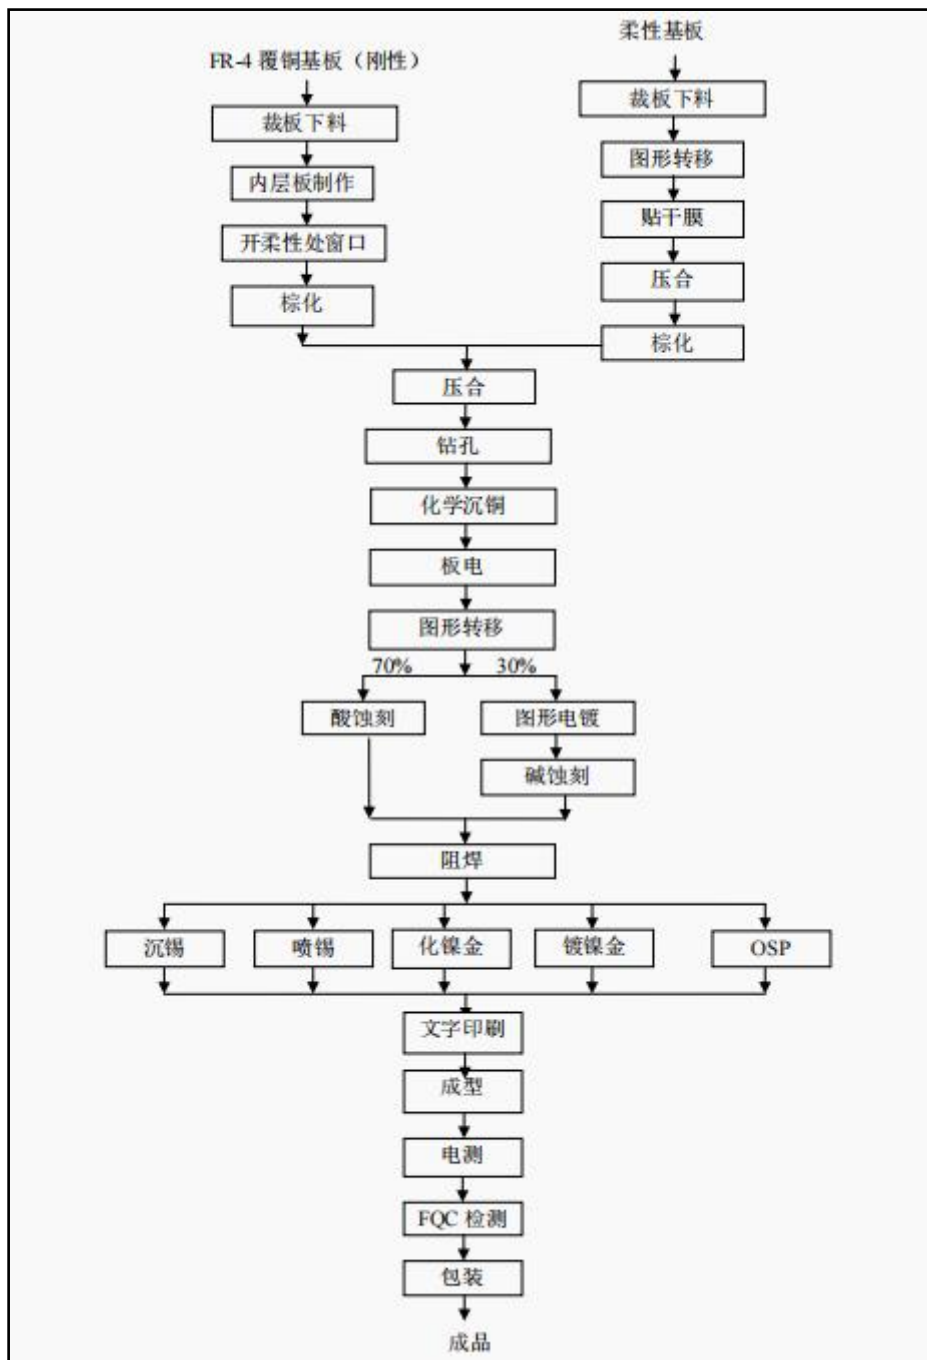 柔性基板
FR-4 覆铜基板（刚性）
裁板下料
裁板下料
内层板制作
图形转移
开柔性处窗口
贴干膜
棕化
压合
棕化
压合
钻孔
化学沉铜
板电
图形转移
70%
30%
酸蚀刻
图形电镀
碱蚀刻
阻焊
沉锡
喷锡
化镍金
镀镍金
OSP
文字印刷
成型
电测
FQC 检测
包装
成品